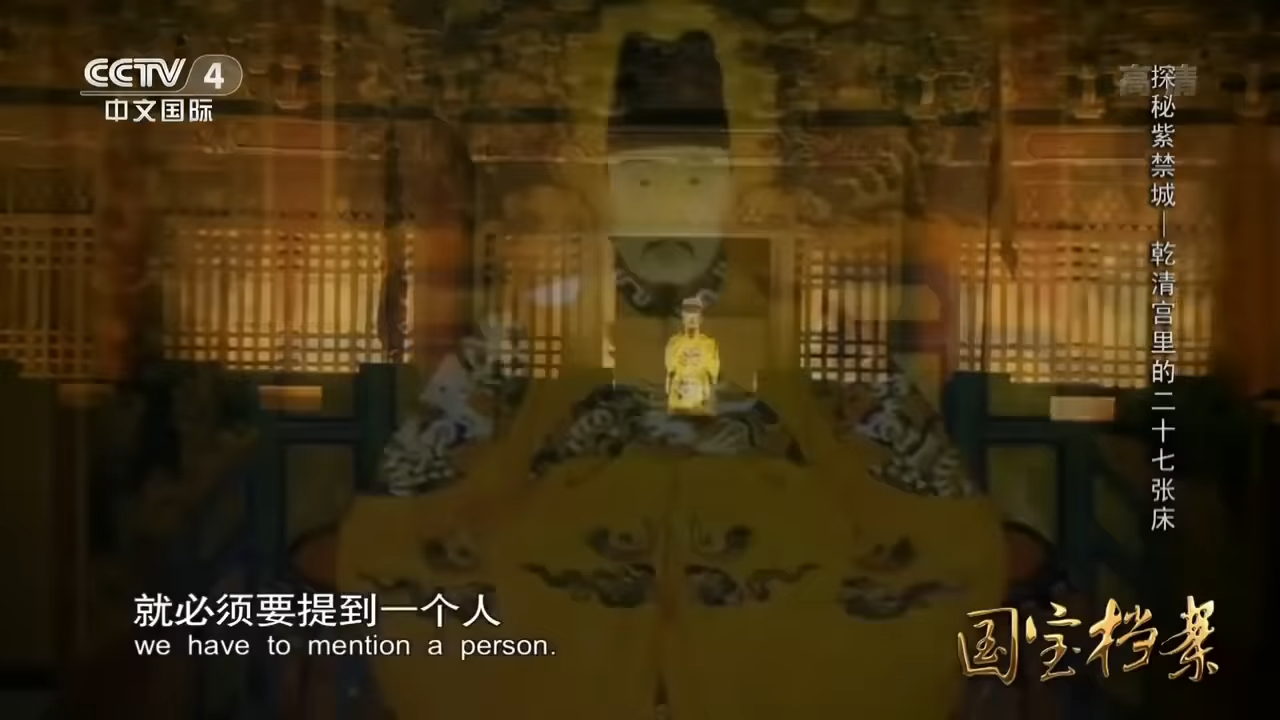 CCTV 4
中文国际
高清
探秘紫禁城—乾清宫里的二十七张床
就必须要提到一个人
we have to mention a person.
国宝档案